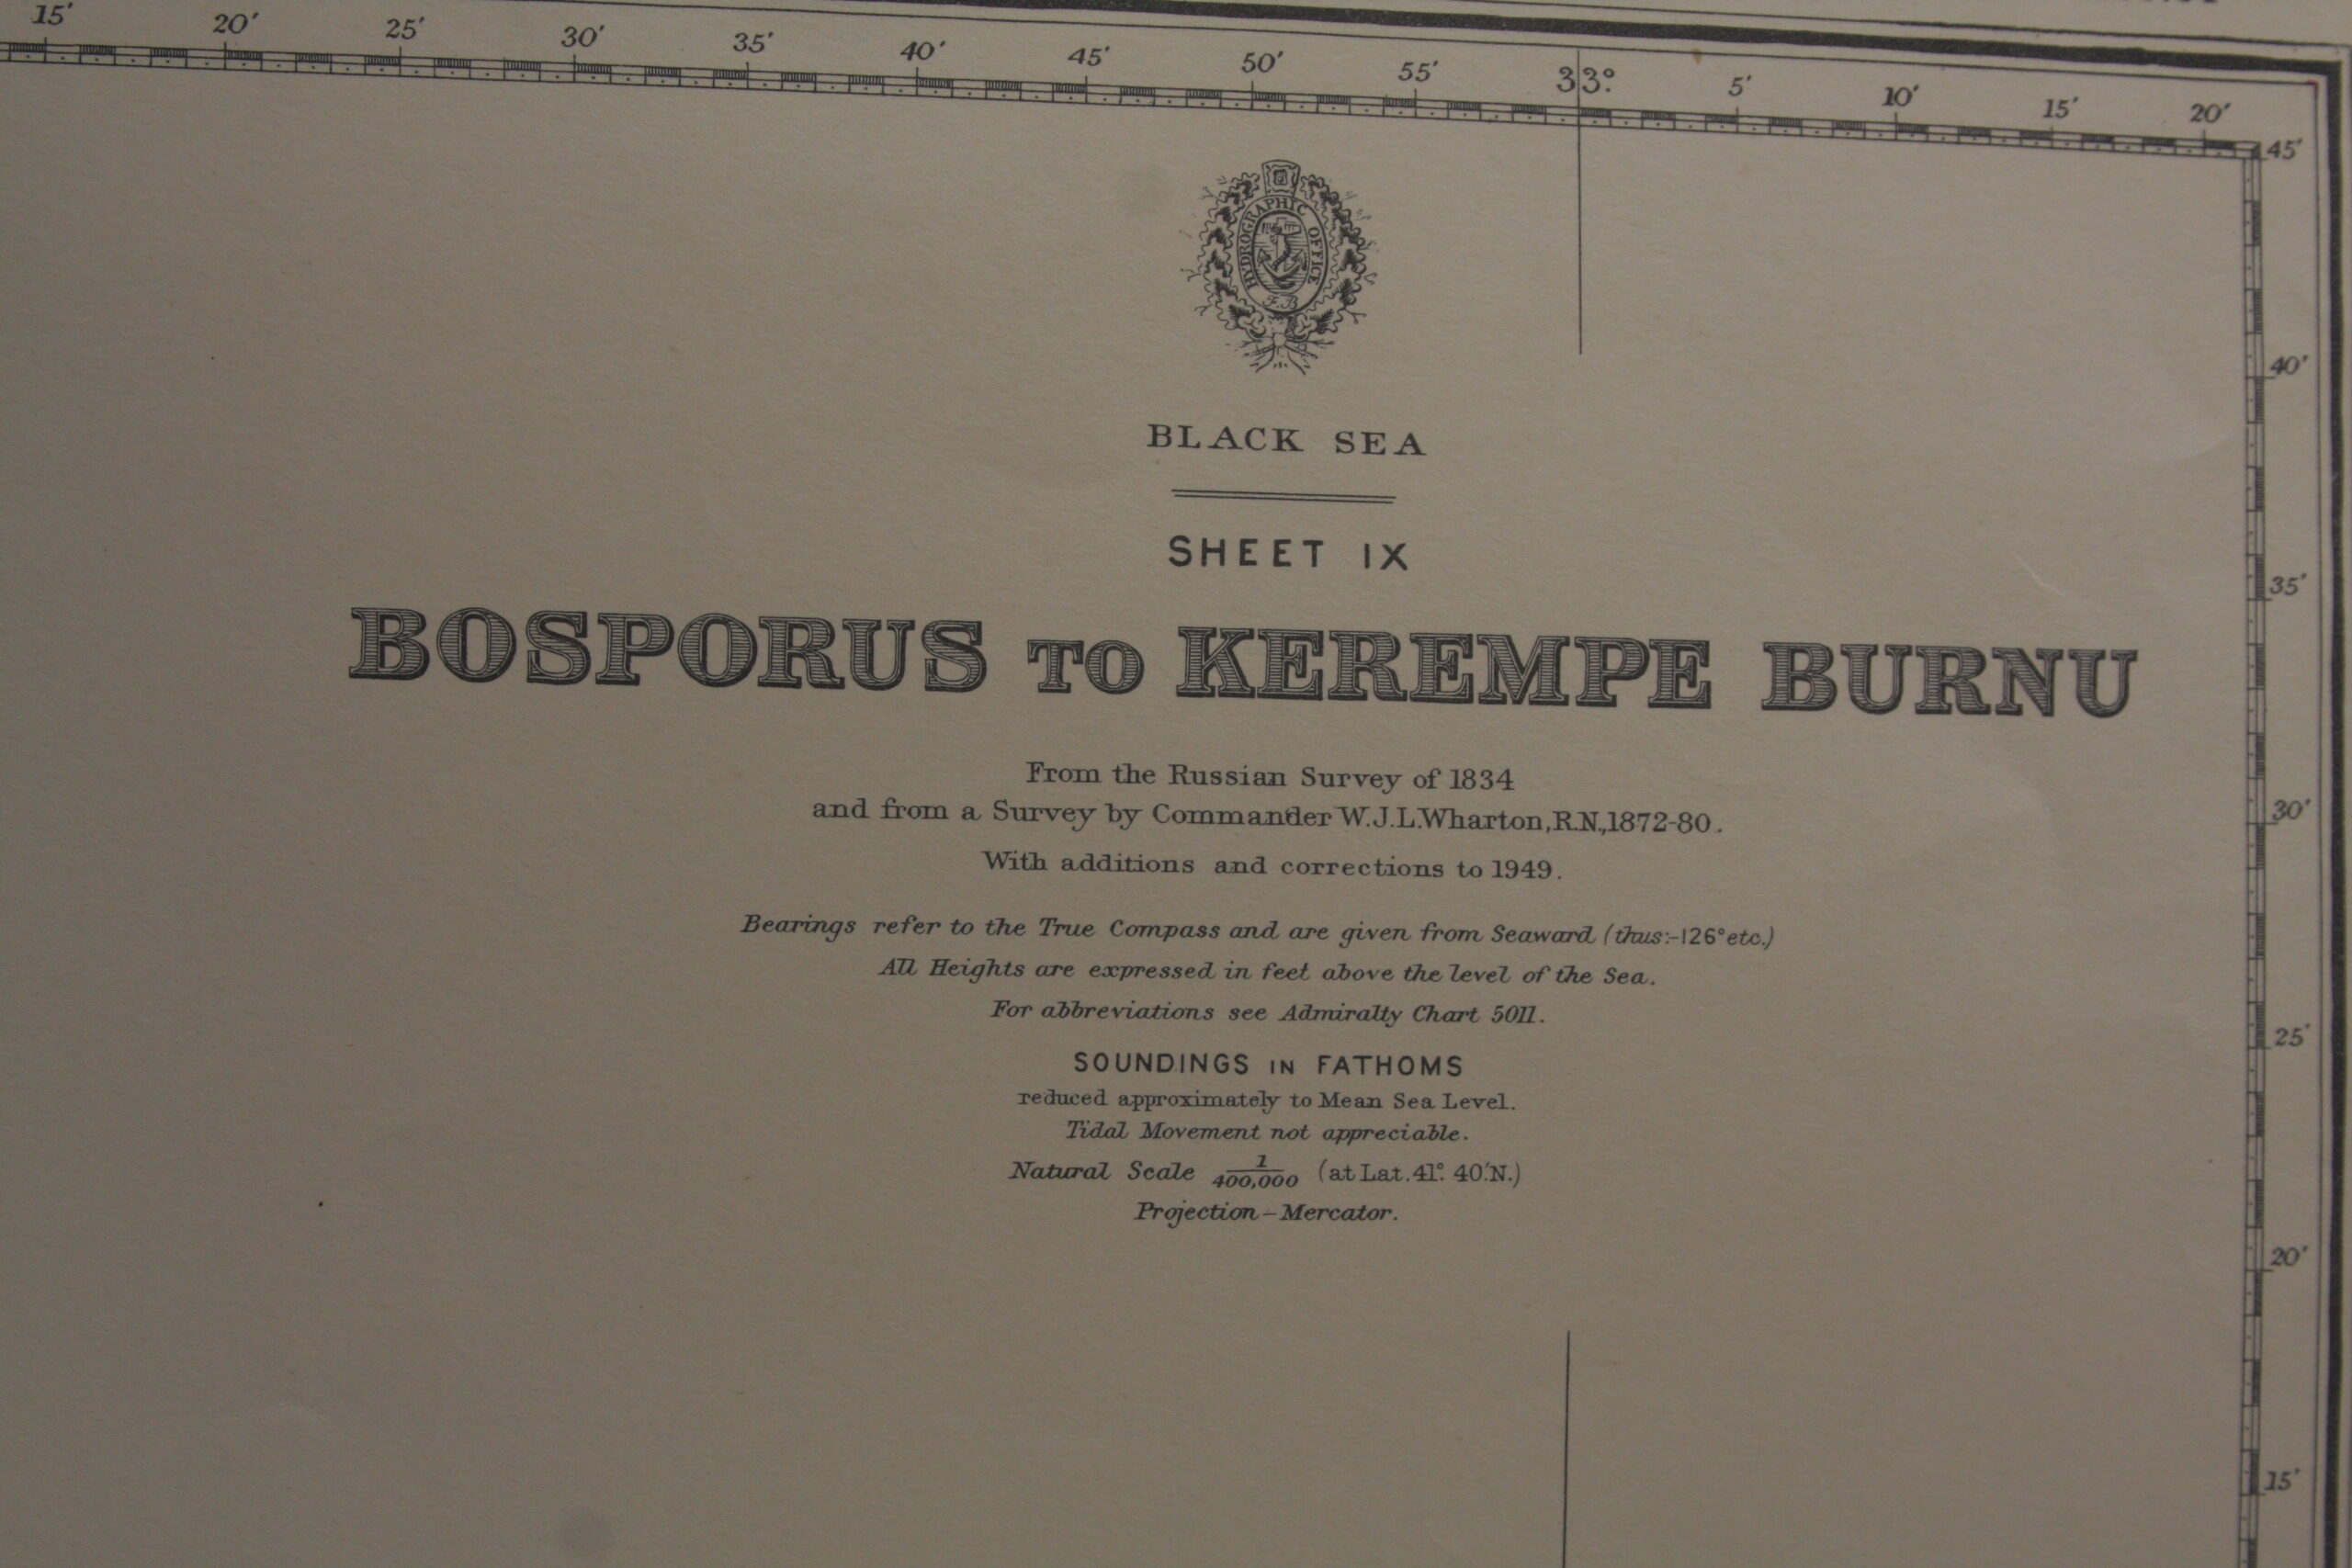 15′ 20′ 25′ 30′ 35′ 40′ 45′ 50′ 55′ 33° 5′ 10′ 15′ 20′
45′
HYDROGRAPHIC OFFICE
F.B
40′
BLACK SEA
SHEET IX
35′
BOSPORUS TO KEREMPE BURNU
From the Russian Survey of 1834
and from a Survey by Commander W.J.L.Wharton,R.N.,1872-80.
30′
With additions and corrections to 1949.
Bearings refer to the True Compass and are given from Seaward (thus:-126° etc.)
All Heights are expressed in feet above the level of the Sea.
For abbreviations see Admiralty Chart 5011.
25′
SOUNDINGS IN FATHOMS
reduced approximately to Mean Sea Level.
Tidal Movement not appreciable.
Natural Scale 1/400,000 (at Lat.41° 40′N.)
Projection – Mercator.
20′
15′